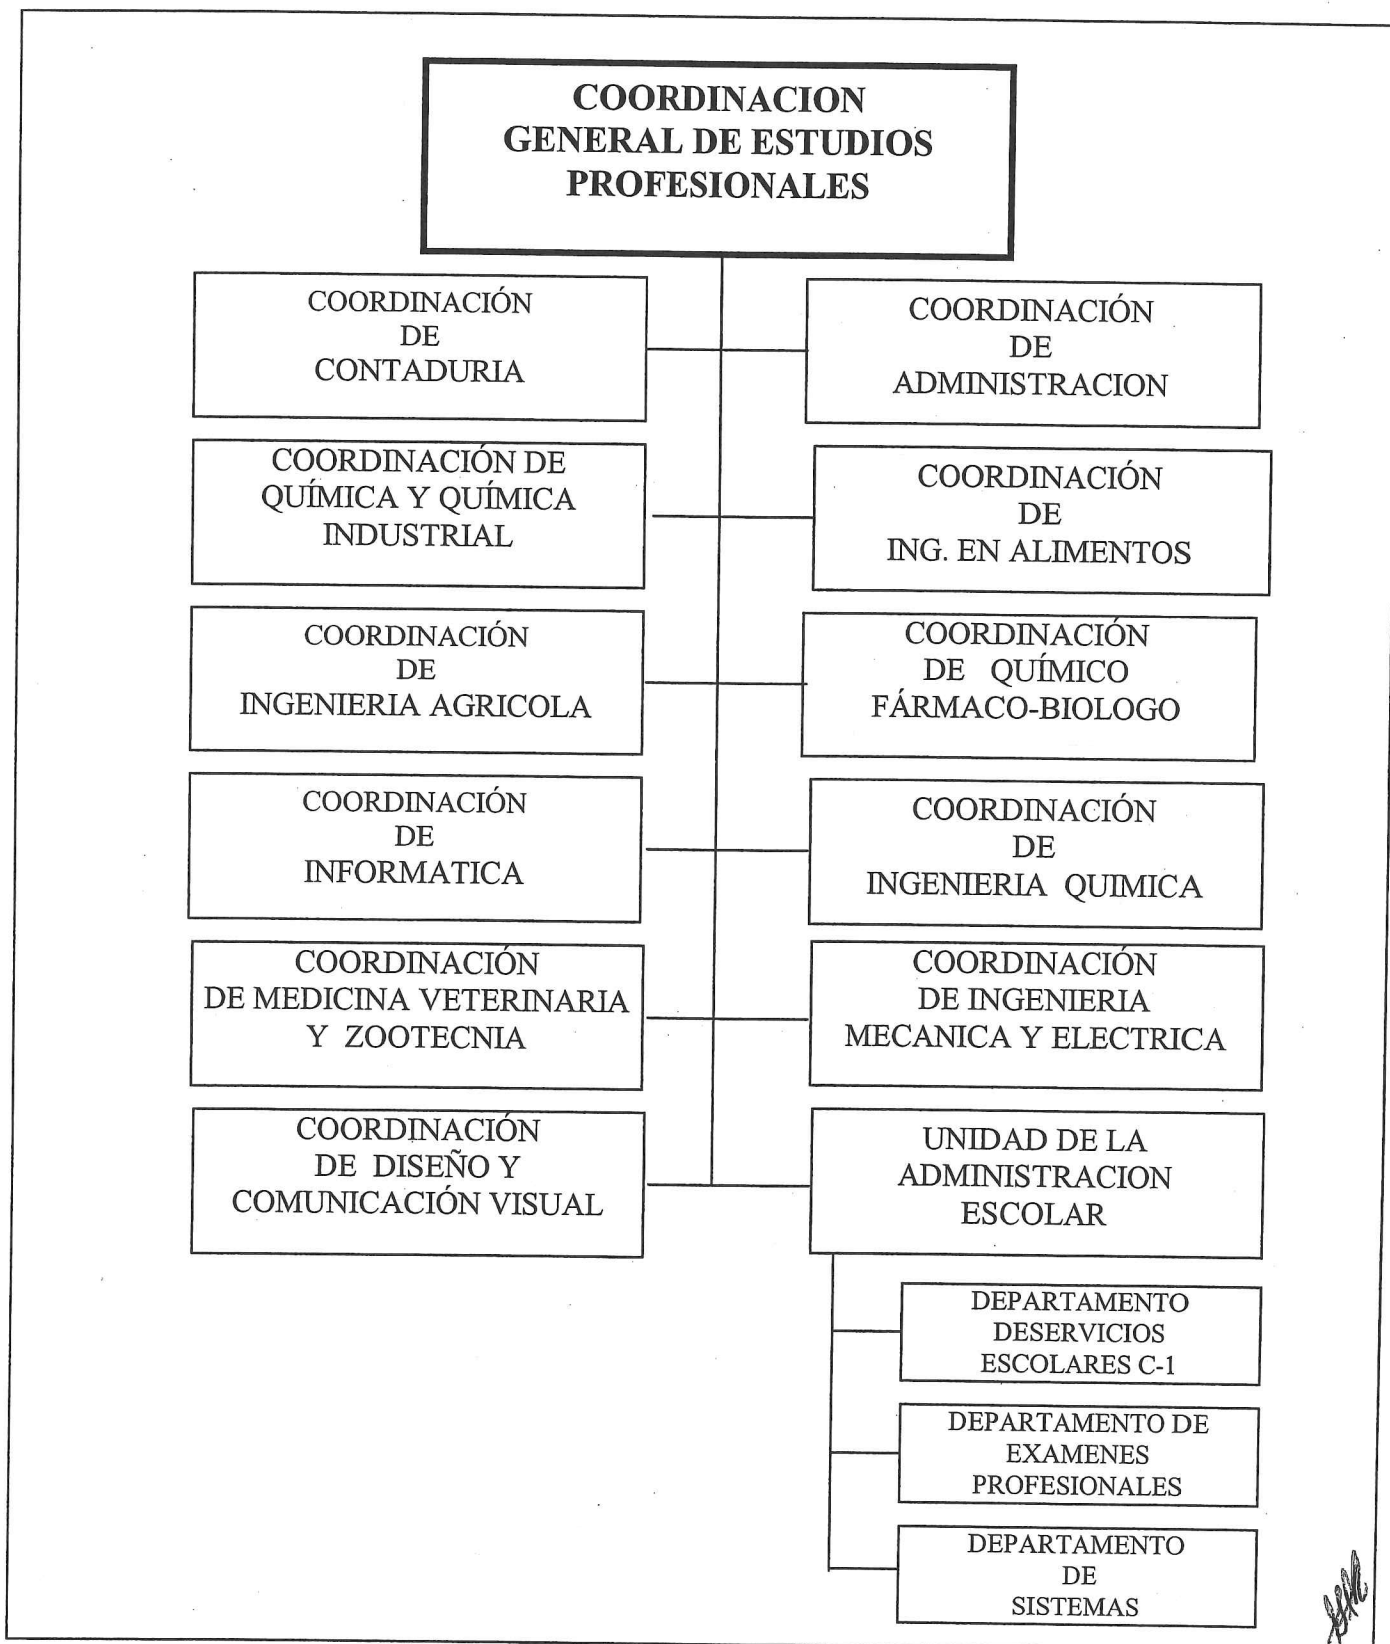 COORDINACION
GENERAL DE ESTUDIOS
PROFESIONALES
COORDINACIÓN
DE
CONTADURIA
COORDINACIÓN
DE
ADMINISTRACION
COORDINACIÓN DE
QUÍMICA Y QUÍMICA
INDUSTRIAL
COORDINACIÓN
DE
ING. EN ALIMENTOS
COORDINACIÓN
DE
INGENIERIA AGRICOLA
COORDINACIÓN
DE QUÍMICO
FÁRMACO-BIOLOGO
COORDINACIÓN
DE
INFORMATICA
COORDINACIÓN
DE
INGENIERIA QUIMICA
COORDINACIÓN
DE MEDICINA VETERINARIA
Y ZOOTECNIA
COORDINACIÓN
DE INGENIERIA
MECANICA Y ELECTRICA
COORDINACIÓN
DE DISEÑO Y
COMUNICACIÓN VISUAL
UNIDAD DE LA
ADMINISTRACION
ESCOLAR
DEPARTAMENTO
DESERVICIOS
ESCOLARES C-1
DEPARTAMENTO DE
EXAMENES
PROFESIONALES
DEPARTAMENTO
DE
SISTEMAS